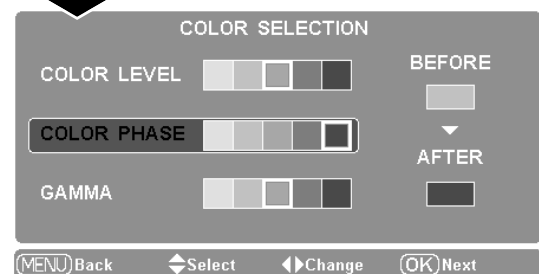 COLOR SELECTION
COLOR LEVEL
BEFORE
COLOR PHASE
AFTER
GAMMA
MENU Back Select Change OK Next